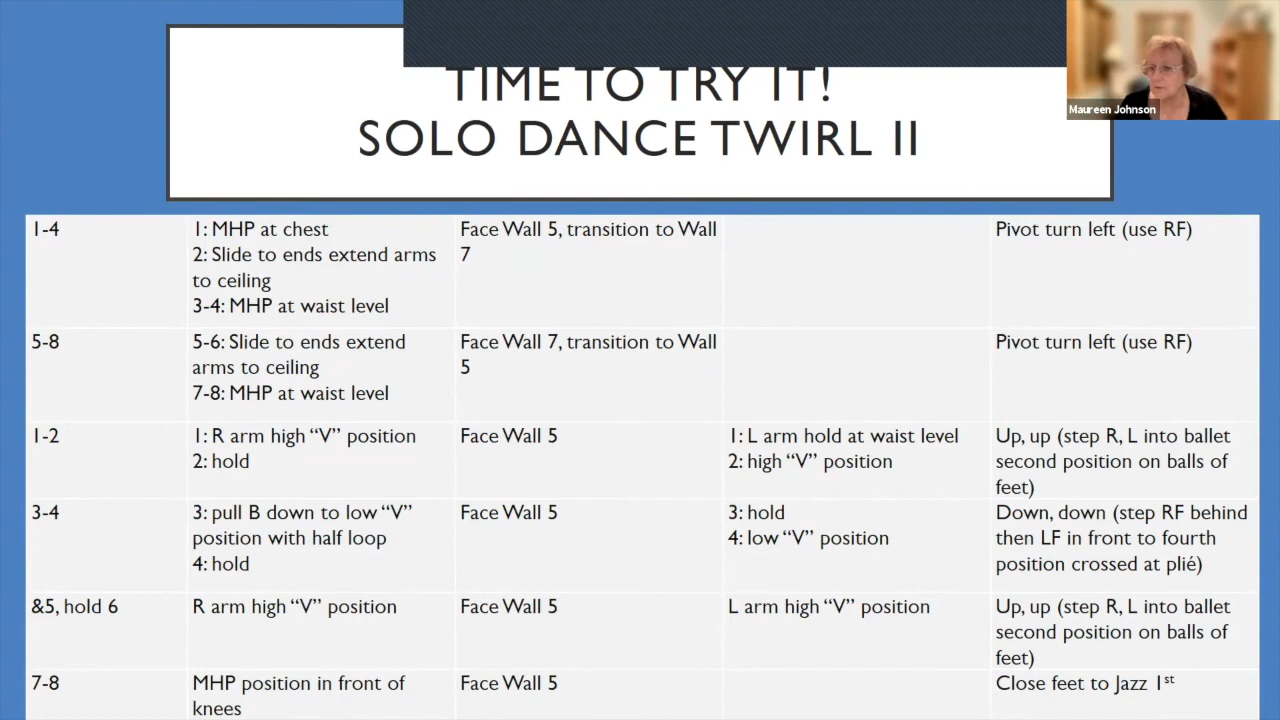 TIME TO TRY IT!
SOLO DANCE TWIRL II
Maureen Johnson
1-4
1: MHP at chest
2: Slide to ends extend arms
to ceiling
3-4: MHP at waist level
Face Wall 5, transition to Wall
7
Pivot turn left (use RF)
5-8
5-6: Slide to ends extend
arms to ceiling
7-8: MHP at waist level
Face Wall 7, transition to Wall
5
Pivot turn left (use RF)
1-2
1: R arm high “V” position
2: hold
Face Wall 5
1: L arm hold at waist level
2: high “V” position
Up, up (step R, L into ballet
second position on balls of
feet)
3-4
3: pull B down to low “V”
position with half loop
4: hold
Face Wall 5
3: hold
4: low “V” position
Down, down (step RF behind
then LF in front to fourth
position crossed at plié)
&5, hold 6
R arm high “V” position
Face Wall 5
L arm high “V” position
Up, up (step R, L into ballet
second position on balls of
feet)
7-8
MHP position in front of
knees
Face Wall 5
Close feet to Jazz 1st